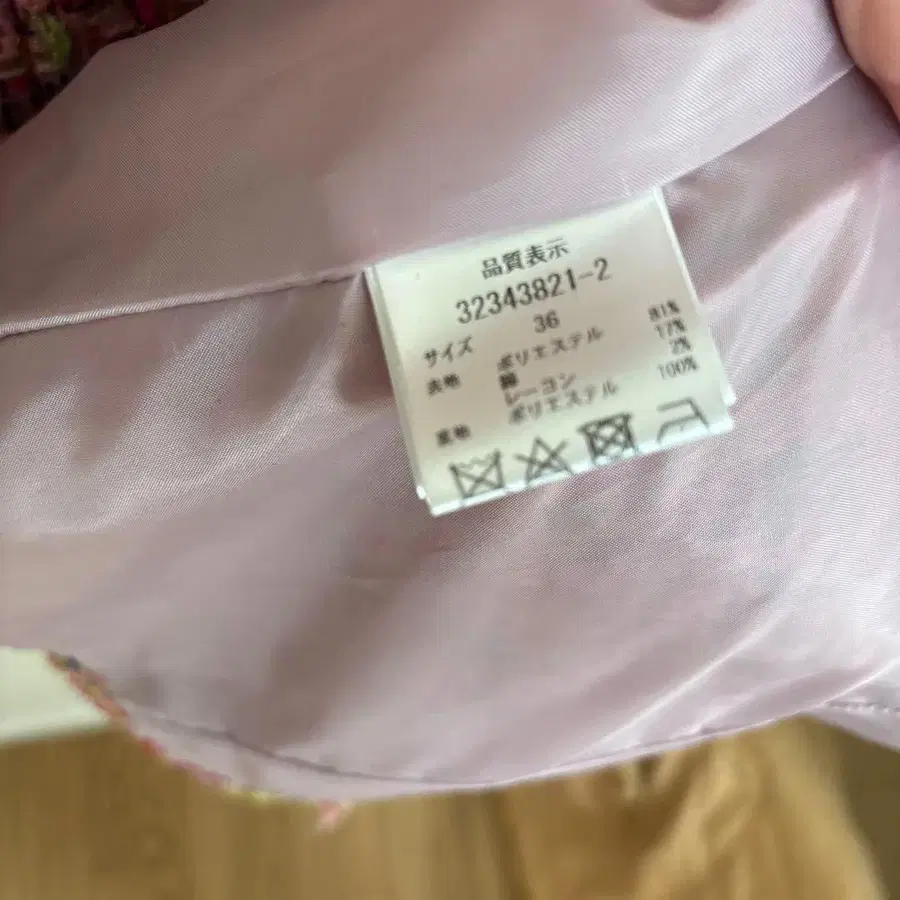 品質表示
32343821-2
サイズ 36
表地 ポリエステル 81%
綿 17%
レーヨン 2%
裏地 ポリエステル 100%